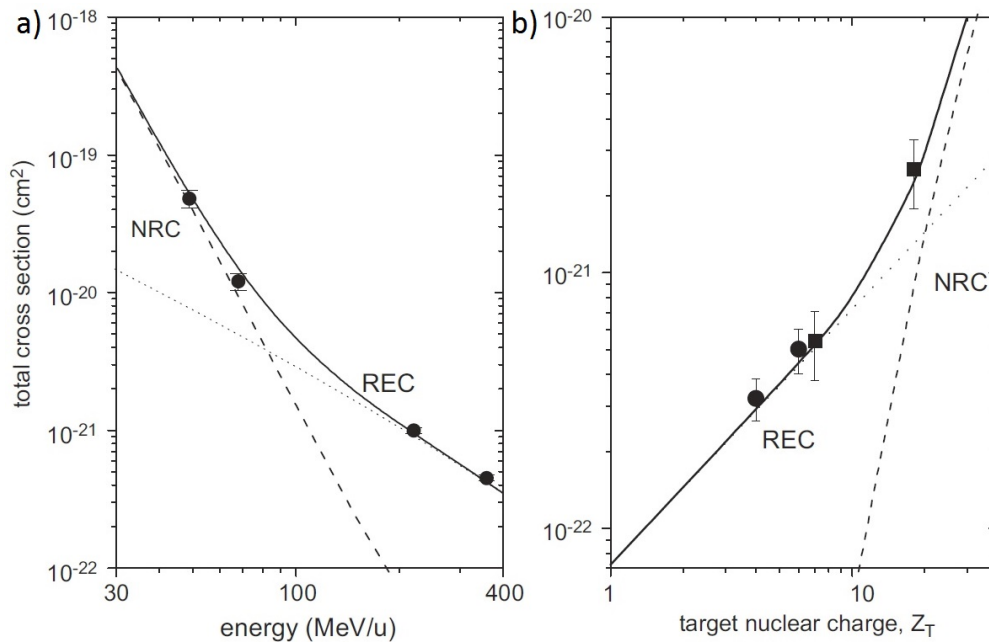 a)
total cross section (cm²)
10⁻¹⁸
10⁻¹⁹
10⁻²⁰
10⁻²¹
10⁻²²
NRC
REC
30
100
400
energy (MeV/u)
b)
10⁻²⁰
10⁻²¹
10⁻²²
NRC
REC
1
10
target nuclear charge, Z_T